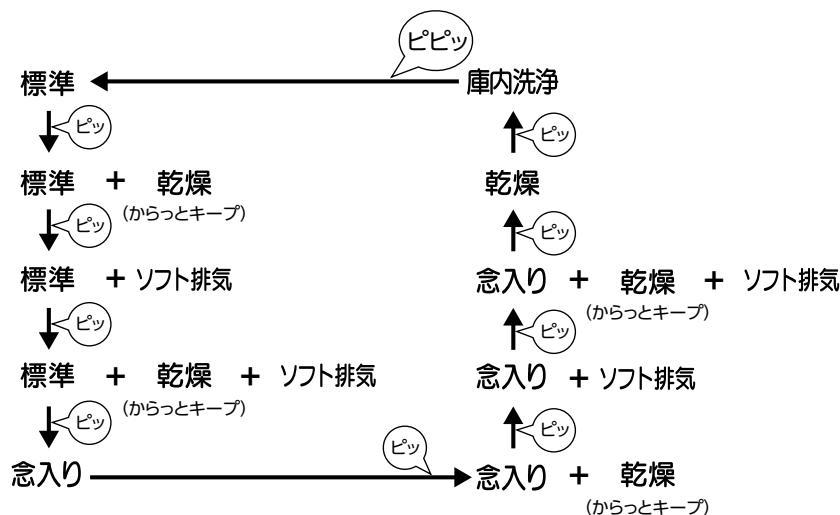 ピピッ
標準
庫内洗浄
ピッ
ピッ
標準 + 乾燥
(からっとキープ)
乾燥
ピッ
ピッ
標準 + ソフト排気
念入り + 乾燥 + ソフト排気
(からっとキープ)
ピッ
ピッ
標準 + 乾燥 + ソフト排気
(からっとキープ)
念入り + ソフト排気
ピッ
ピッ
ピッ
念入り
念入り + 乾燥
(からっとキープ)